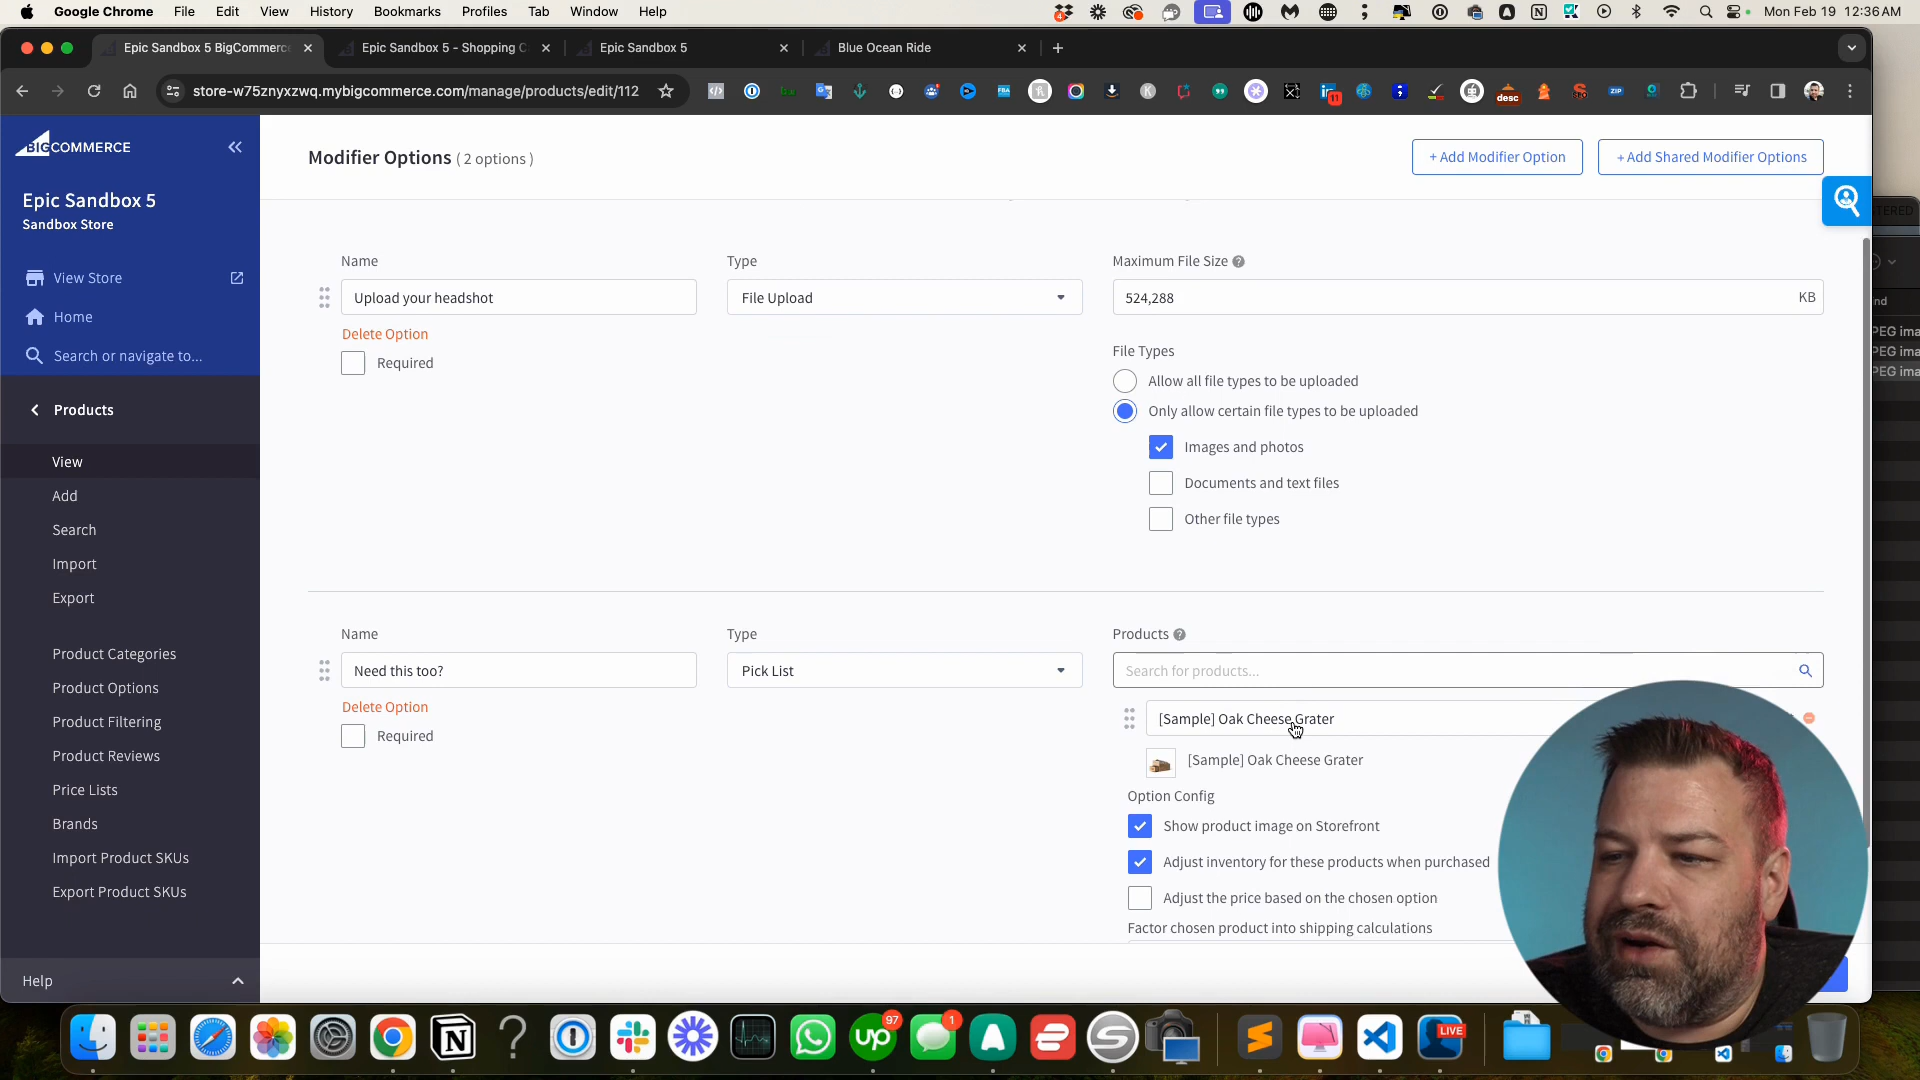 Google Chrome File Edit View History Bookmarks Profiles Tab Window Help
4
Mon Feb 19 12:36 AM
Epic Sandbox 5 BigCommerce
Epic Sandbox 5 - Shopping C
Epic Sandbox 5
Blue Ocean Ride
store-w75znyxzwq.mybigcommerce.com/manage/products/edit/112
FBA
11
desc
ZIP
BIGCOMMERCE
Epic Sandbox 5
Sandbox Store
View Store
Home
Search or navigate to...
Products
View
Add
Search
Import
Export
Product Categories
Product Options
Product Filtering
Product Reviews
Price Lists
Brands
Import Product SKUs
Export Product SKUs
Help
Modifier Options ( 2 options )
+ Add Modifier Option
+ Add Shared Modifier Options
Name
Upload your headshot
Delete Option
Required
Type
File Upload
Maximum File Size
524,288
KB
File Types
Allow all file types to be uploaded
Only allow certain file types to be uploaded
Images and photos
Documents and text files
Other file types
Name
Need this too?
Delete Option
Required
Type
Pick List
Products
Search for products...
[Sample] Oak Cheese Grater
[Sample] Oak Cheese Grater
Option Config
Show product image on Storefront
Adjust inventory for these products when purchased
Adjust the price based on the chosen option
Factor chosen product into shipping calculations
TERED
nd
PEG ima
PEG ima
PEG ima
up
97
1
LIVE